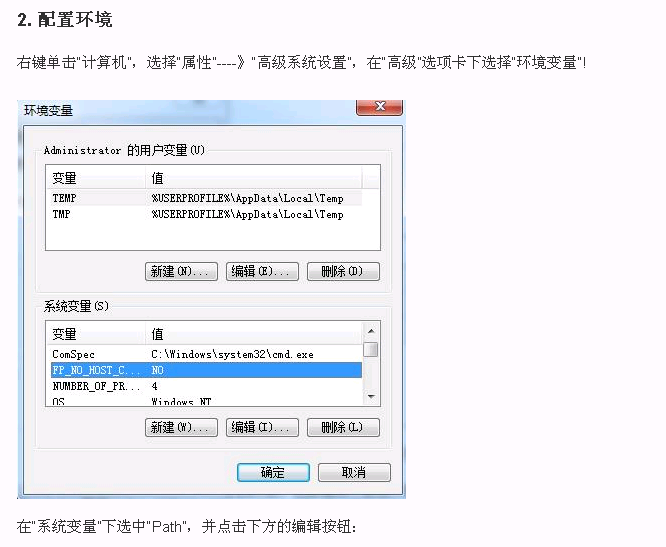 2. 配置环境
右键单击"计算机"，选择"属性"----》"高级系统设置"，在"高级"选项卡下选择"环境变量"!
环境变量
Administrator 的用户变量(U)
变量 值
TEMP %USERPROFILE%\AppData\Local\Temp
TMP %USERPROFILE%\AppData\Local\Temp
新建(N)... 编辑(E)... 删除(D)
系统变量(S)
变量 值
ComSpec C:\Windows\system32\cmd.exe
FP_NO_HOST_C... NO
NUMBER_OF_PR... 4
OS Windows_NT
新建(W)... 编辑(I)... 删除(L)
确定 取消
在"系统变量"下选中"Path"，并点击下方的编辑按钮：